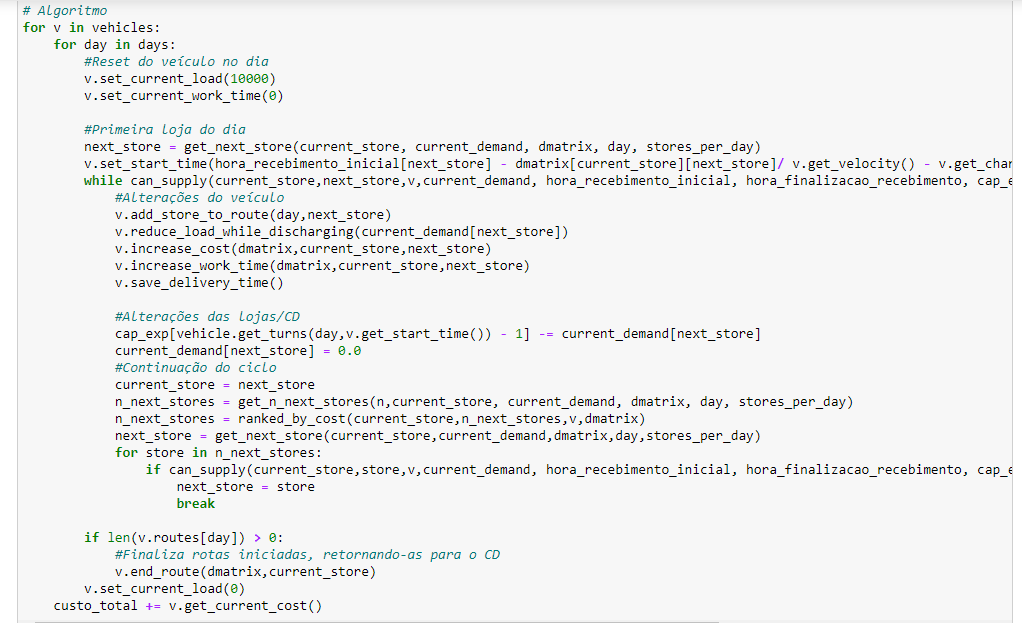 # Algoritmo
for v in vehicles:
    for day in days:
        #Reset do veículo no dia
        v.set_current_load(10000)
        v.set_current_work_time(0)

        #Primeira loja do dia
        next_store = get_next_store(current_store, current_demand, dmatrix, day, stores_per_day)
        v.set_start_time(hora_recebimento_inicial[next_store] - dmatrix[current_store][next_store]/ v.get_velocity() - v.get_char
        while can_supply(current_store,next_store,v,current_demand, hora_recebimento_inicial, hora_finalizacao_recebimento, cap_e
            #Alterações do veículo
            v.add_store_to_route(day,next_store)
            v.reduce_load_while_discharging(current_demand[next_store])
            v.increase_cost(dmatrix,current_store,next_store)
            v.increase_work_time(dmatrix,current_store,next_store)
            v.save_delivery_time()

            #Alterações das lojas/CD
            cap_exp[vehicle.get_turns(day,v.get_start_time()) - 1] -= current_demand[next_store]
            current_demand[next_store] = 0.0
            #Continuação do ciclo
            current_store = next_store
            n_next_stores = get_n_next_stores(n,current_store, current_demand, dmatrix, day, stores_per_day)
            n_next_stores = ranked_by_cost(current_store,n_next_stores,v,dmatrix)
            next_store = get_next_store(current_store,current_demand,dmatrix,day,stores_per_day)
            for store in n_next_stores:
                if can_supply(current_store,store,v,current_demand, hora_recebimento_inicial, hora_finalizacao_recebimento, cap_e
                    next_store = store
                    break

        if len(v.routes[day]) > 0:
            #Finaliza rotas iniciadas, retornando-as para o CD
            v.end_route(dmatrix,current_store)
        v.set_current_load(0)
    custo_total += v.get_current_cost()